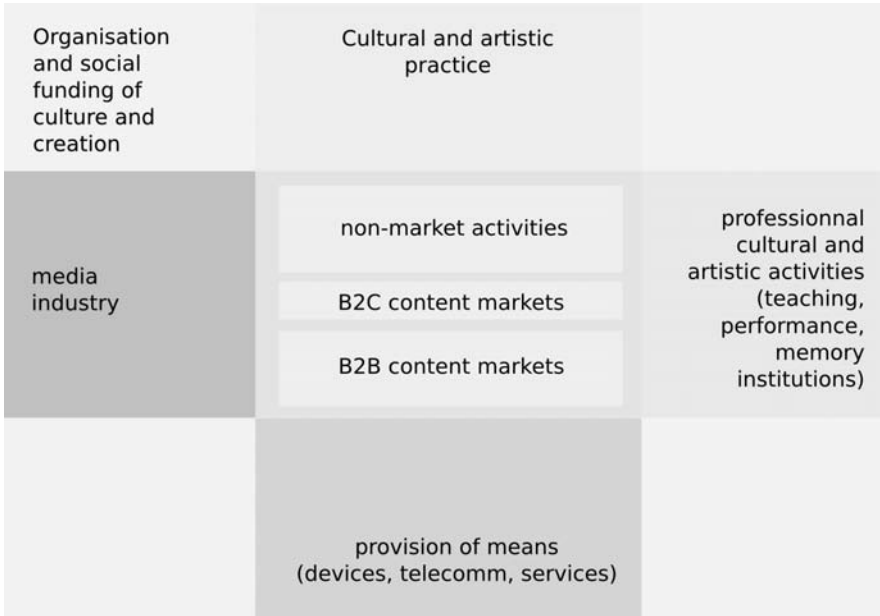 Organisation
and social
funding of
culture and
creation
Cultural and artistic
practice
media
industry
non-market activities
B2C content markets
B2B content markets
professionnal
cultural and
artistic activities
(teaching,
performance,
memory
institutions)
provision of means
(devices, telecomm, services)